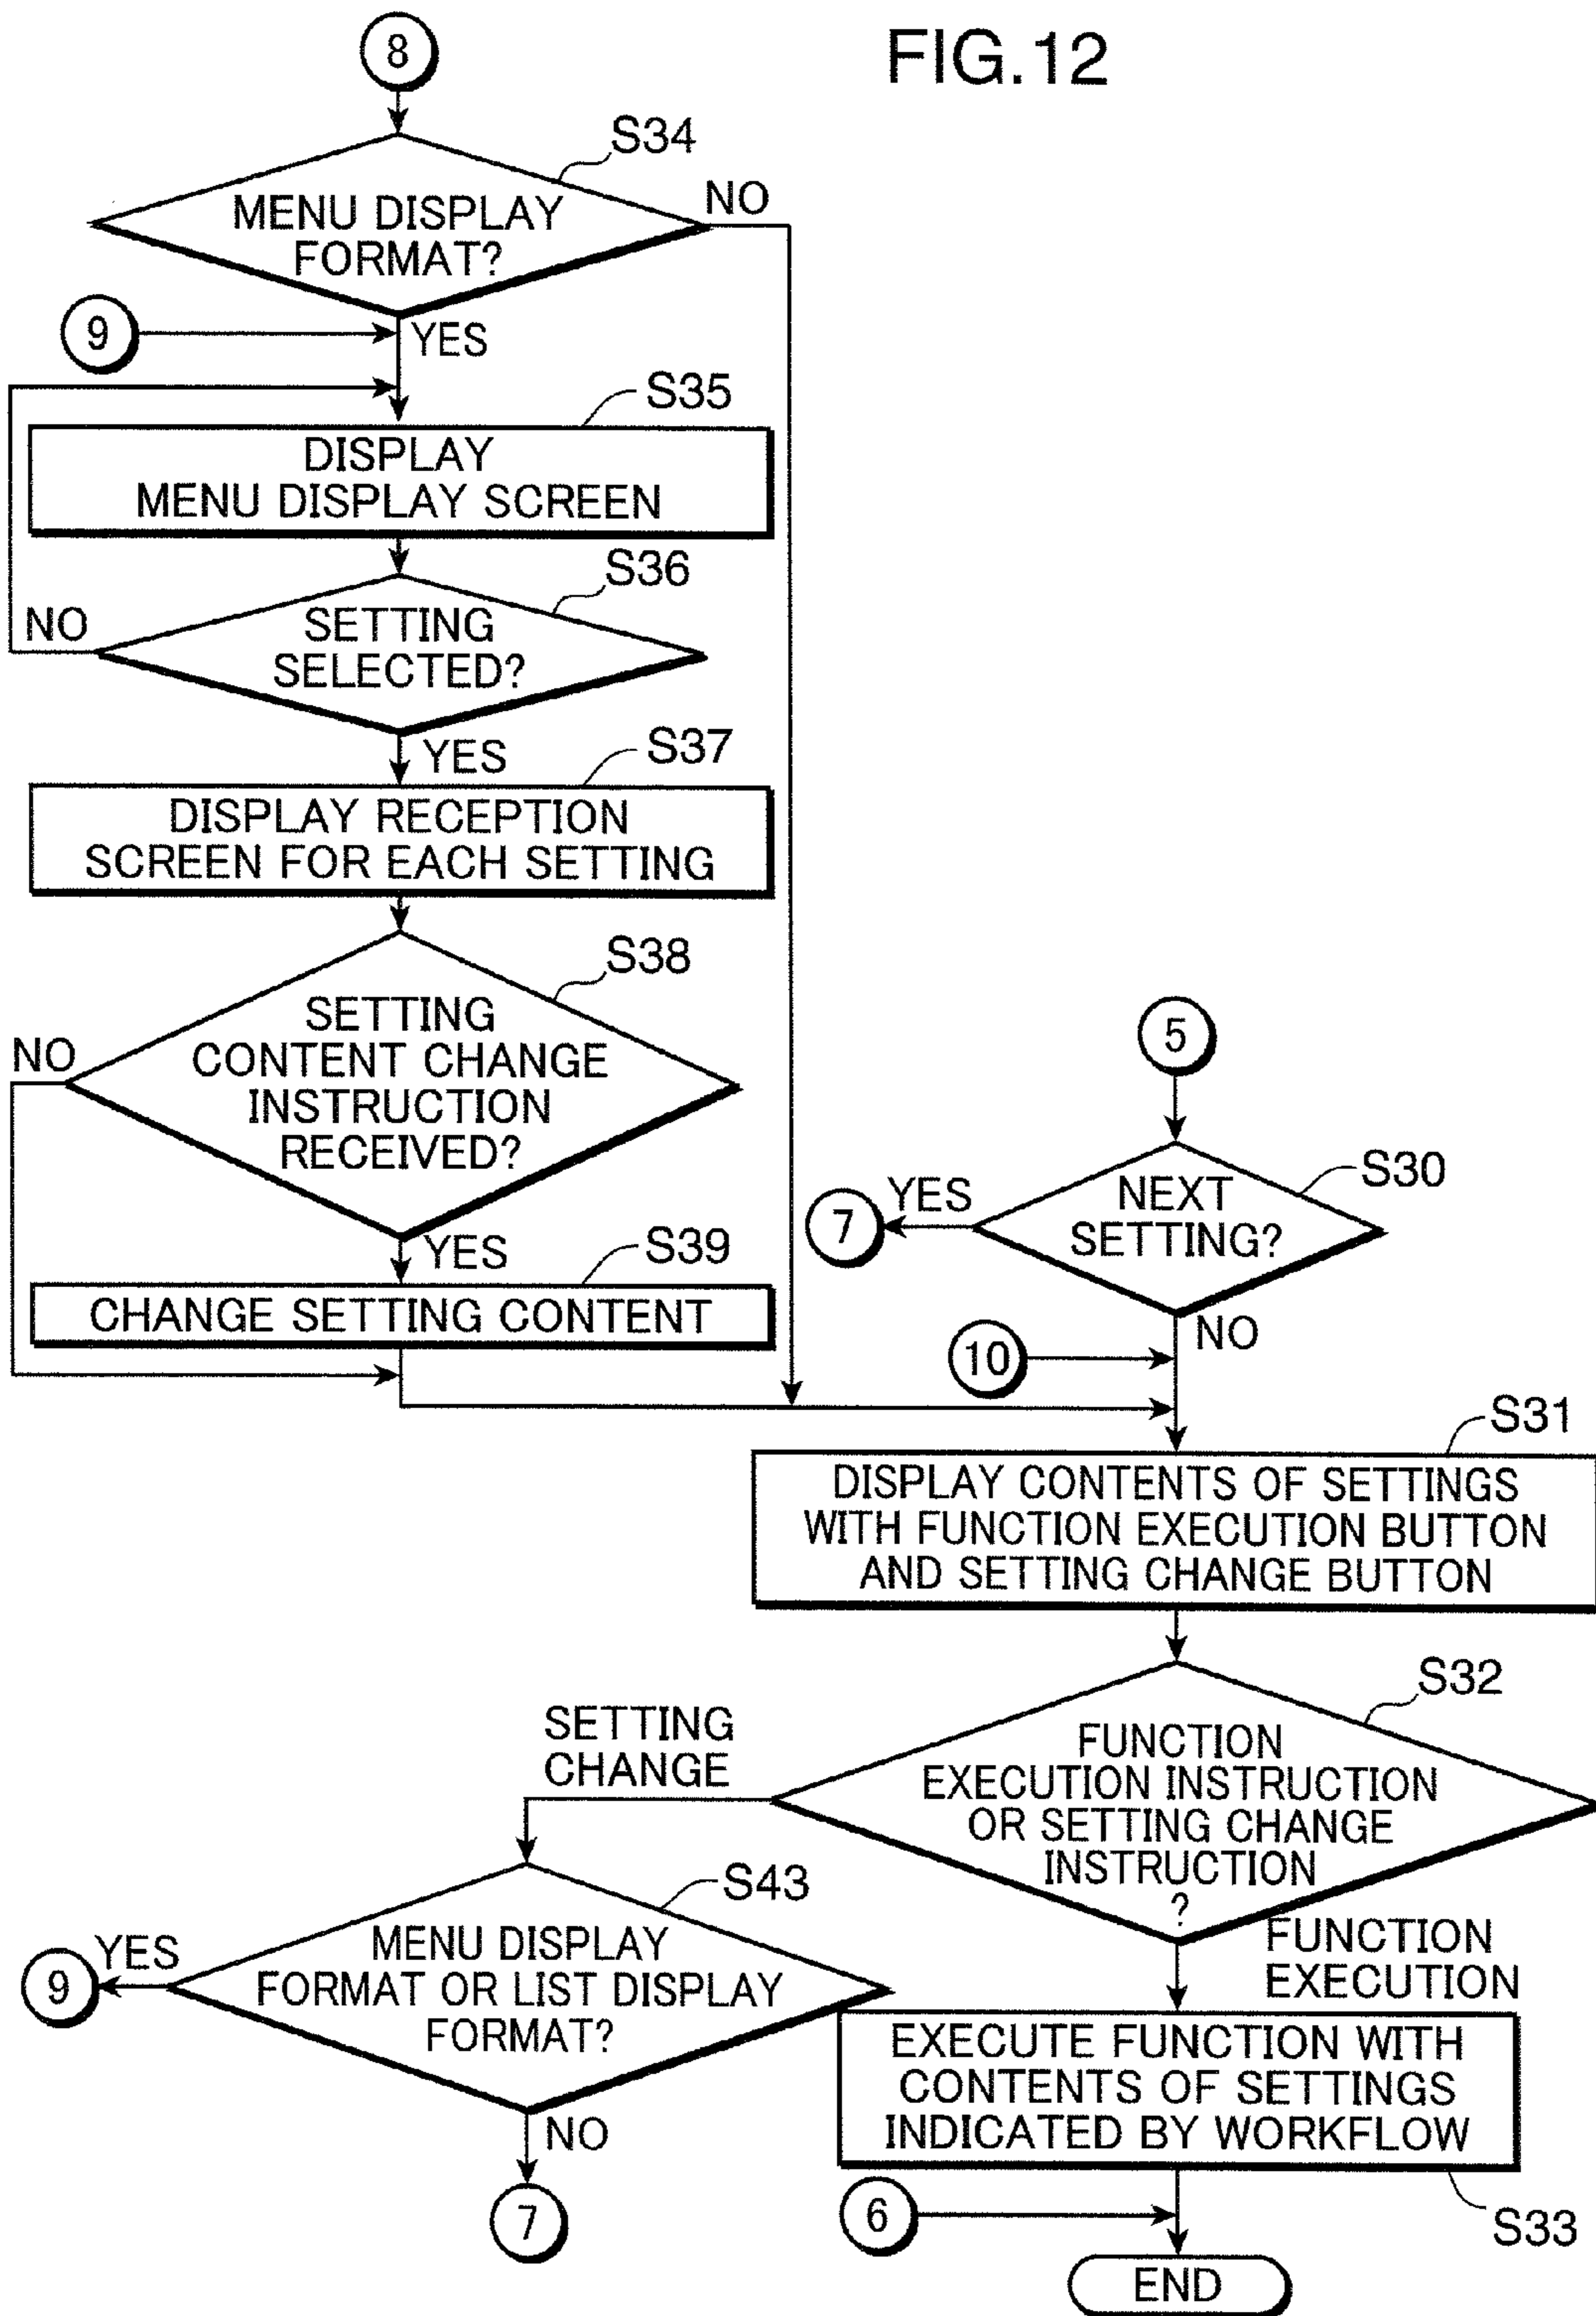 FIG.12
8
S34
MENU DISPLAY
FORMAT?
NO
9
YES
S35
DISPLAY
MENU DISPLAY SCREEN
S36
NO
SETTING
SELECTED?
YES
S37
DISPLAY RECEPTION
SCREEN FOR EACH SETTING
S38
NO
SETTING
CONTENT CHANGE
INSTRUCTION
RECEIVED?
YES
S39
CHANGE SETTING CONTENT
5
S30
YES
NEXT
SETTING?
7
NO
10
S31
DISPLAY CONTENTS OF SETTINGS
WITH FUNCTION EXECUTION BUTTON
AND SETTING CHANGE BUTTON
S32
SETTING
CHANGE
FUNCTION
EXECUTION INSTRUCTION
OR SETTING CHANGE
INSTRUCTION
?
FUNCTION
EXECUTION
S43
YES
MENU DISPLAY
FORMAT OR LIST DISPLAY
FORMAT?
9
NO
7
EXECUTE FUNCTION WITH
CONTENTS OF SETTINGS
INDICATED BY WORKFLOW
S33
6
END